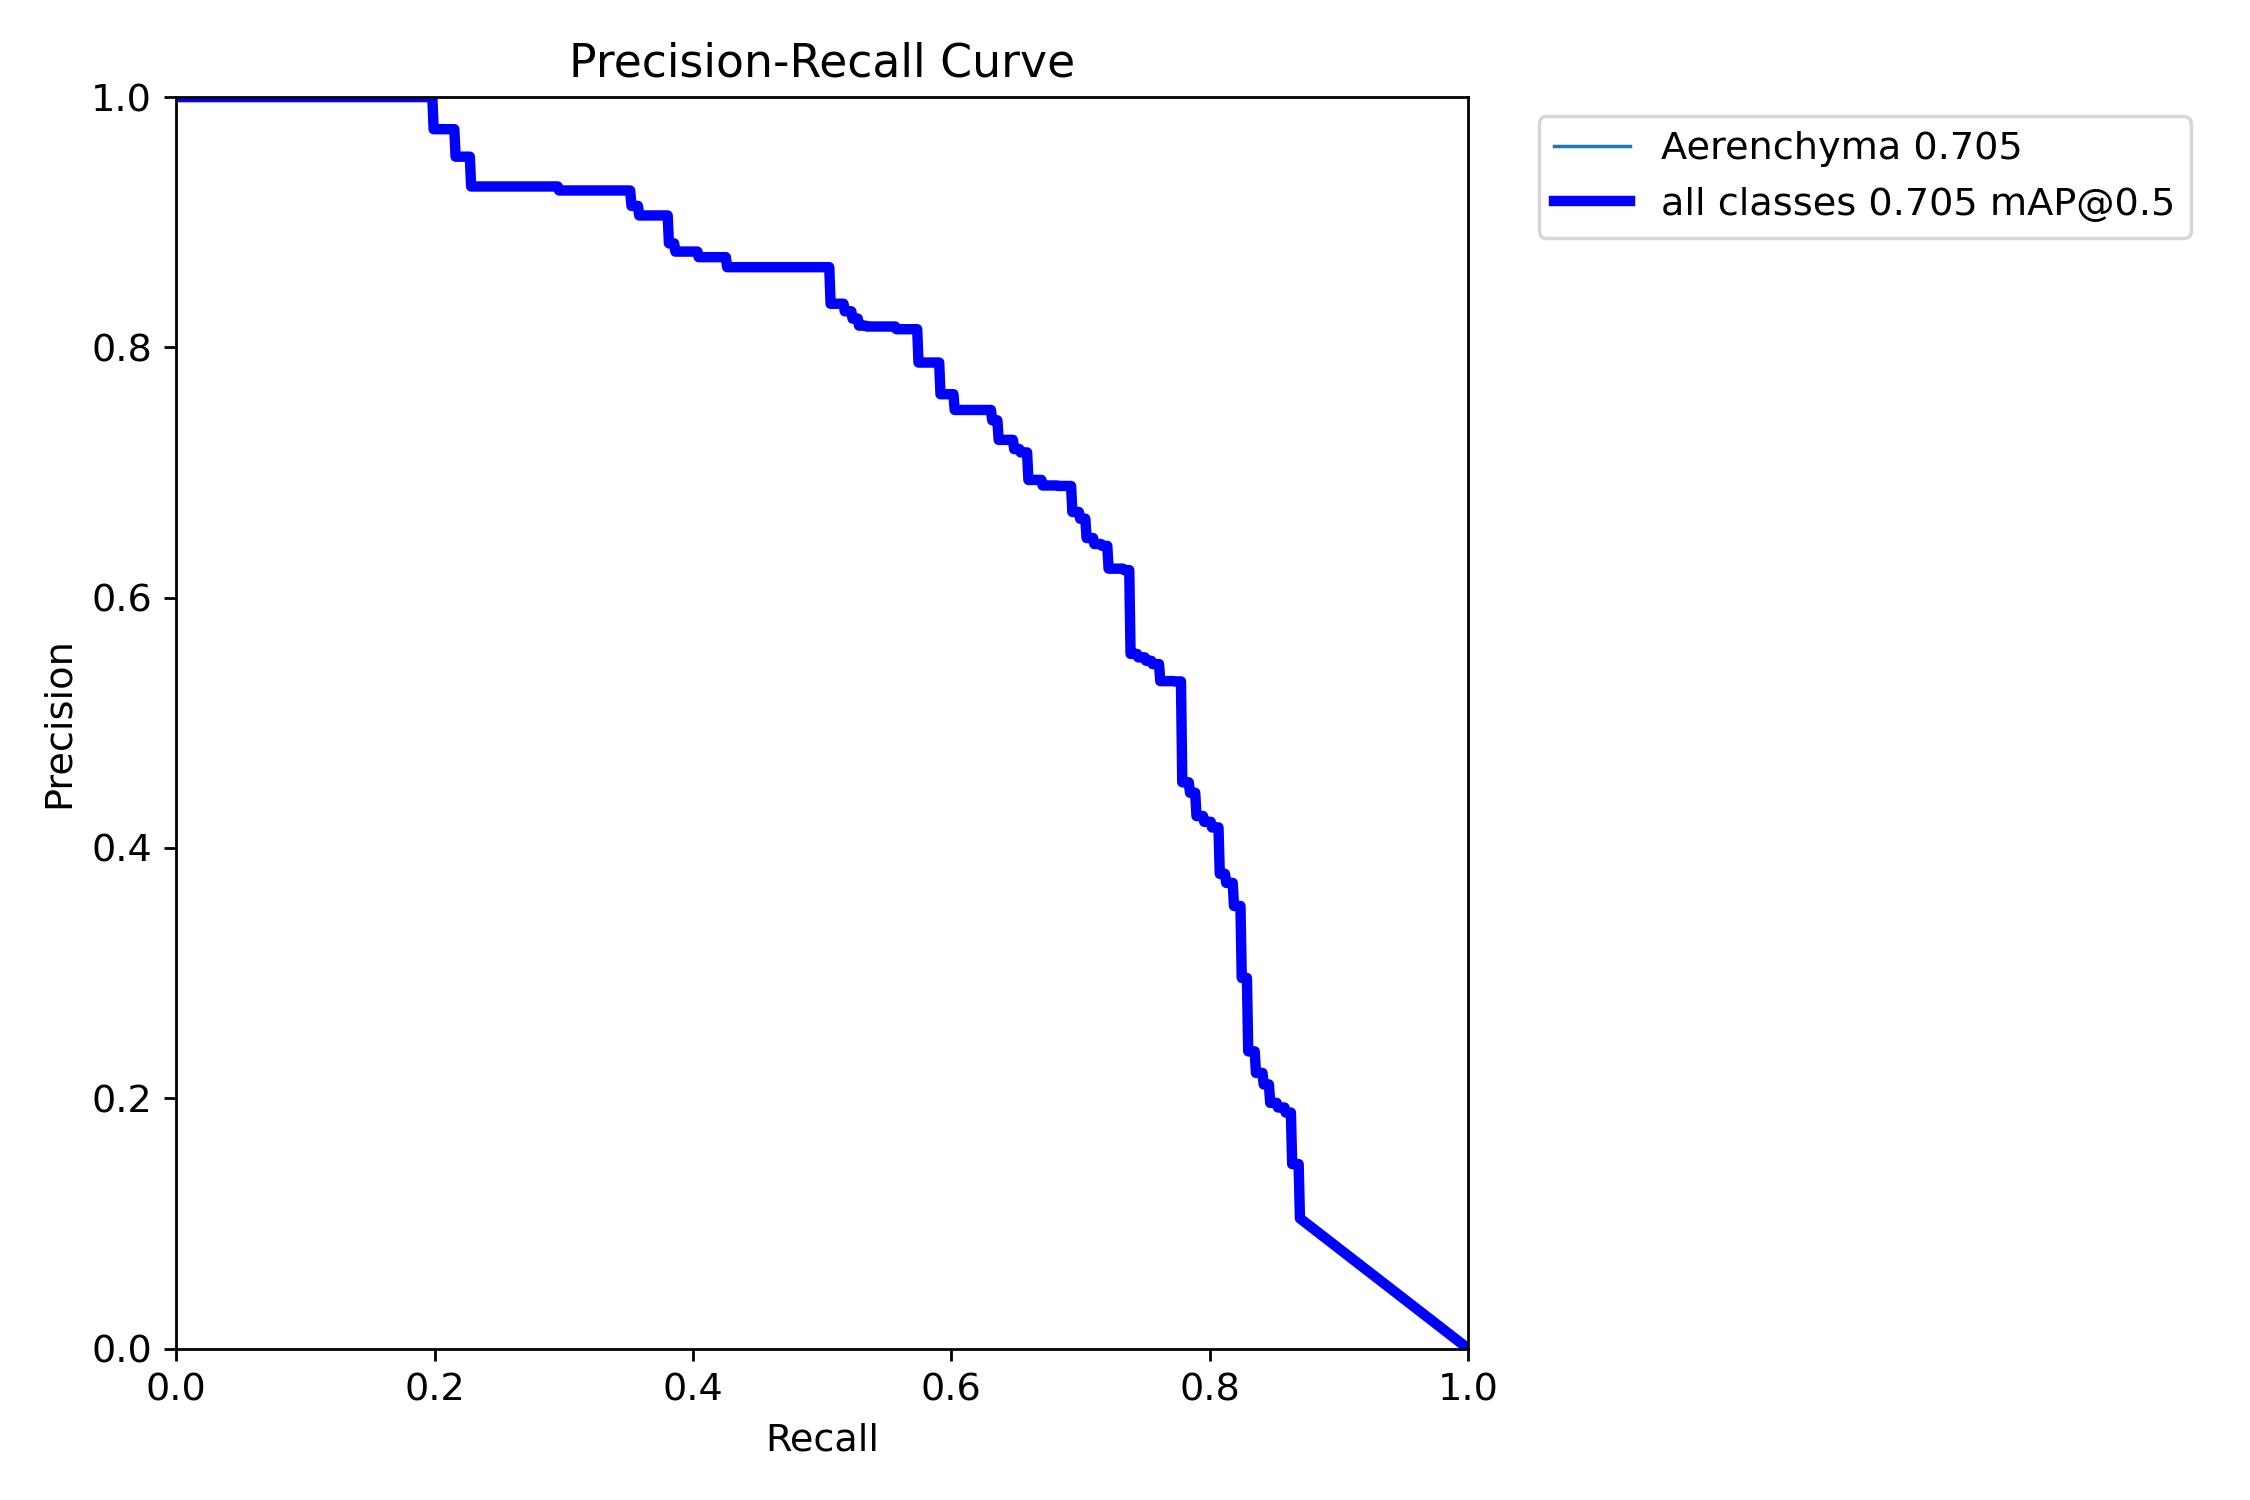 Precision-Recall Curve
1.0
0.8
0.6
0.4
0.2
0.0
Precision
0.0 0.2 0.4 0.6 0.8 1.0
Recall
Aerenchyma 0.705
all classes 0.705 mAP@0.5